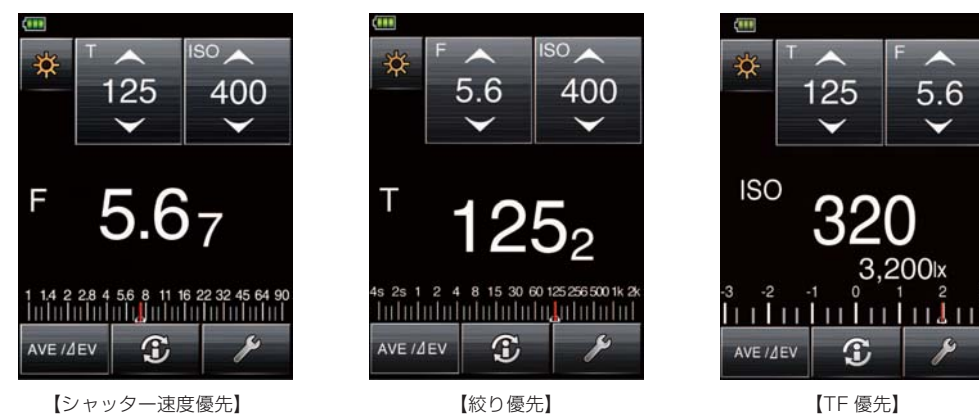 T
125
ISO
400
F
5.6 7
1 1.4 2 2.8 4 5.6 8 11 16 22 32 45 64 90
AVE /⊿EV
【シャッター速度優先】
F
5.6
ISO
400
T
125 2
4s 2s 1 2 4 8 15 30 60 125 256 500 1k 2k
AVE /⊿EV
【絞り優先】
T
125
F
5.6
ISO
320
3,200lx
-3 -2 -1 0 1 2
AVE /⊿EV
【TF 優先】